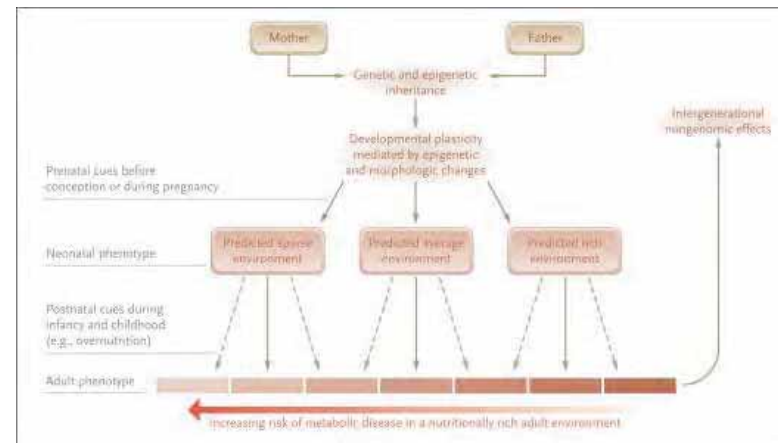 Mother
Father
Genetic and epigenetic
inheritance
Intergenerational
nongenomic effects
Developmental plasticity
mediated by epigenetic
and morphologic changes
Prenatal cues before
conception or during pregnancy
Neonatal phenotype
Predicted sparse
environment
Predicted average
environment
Predicted rich
environment
Postnatal cues during
infancy and childhood
(e.g., overnutrition)
Adult phenotype
Increasing risk of metabolic disease in a nutritionally rich adult environment